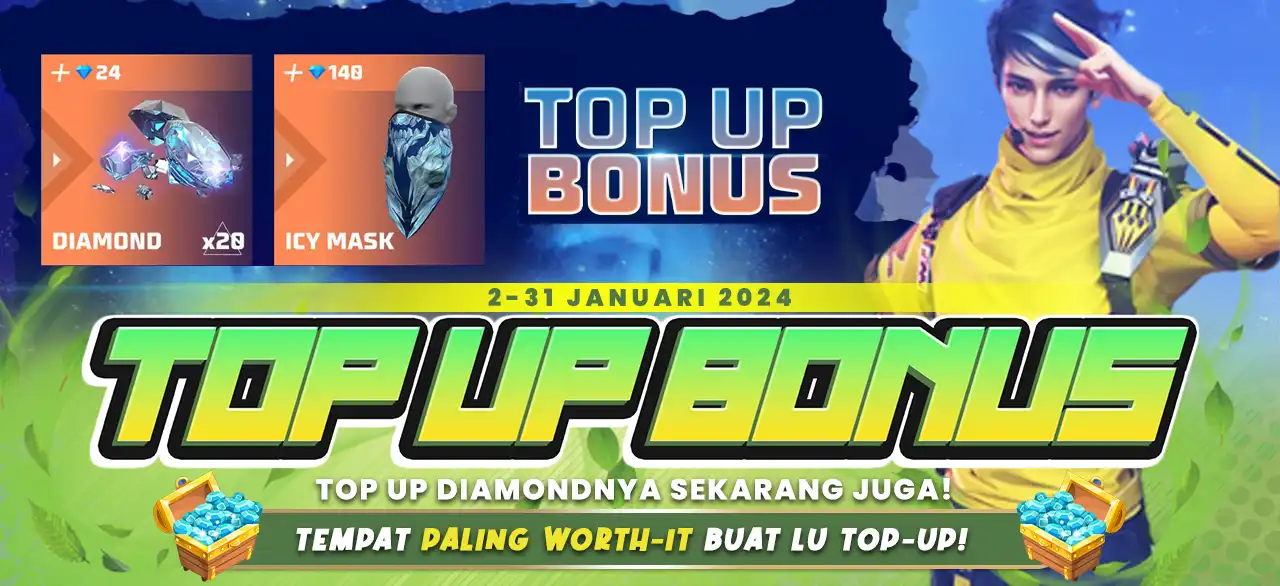 + 24
+ 140
DIAMOND x20
ICY MASK
TOP UP
BONUS
2-31 JANUARI 2024
TOP UP BONUS
TOP UP DIAMONDNYA SEKARANG JUGA!
TEMPAT PALING WORTH-IT BUAT LU TOP-UP!